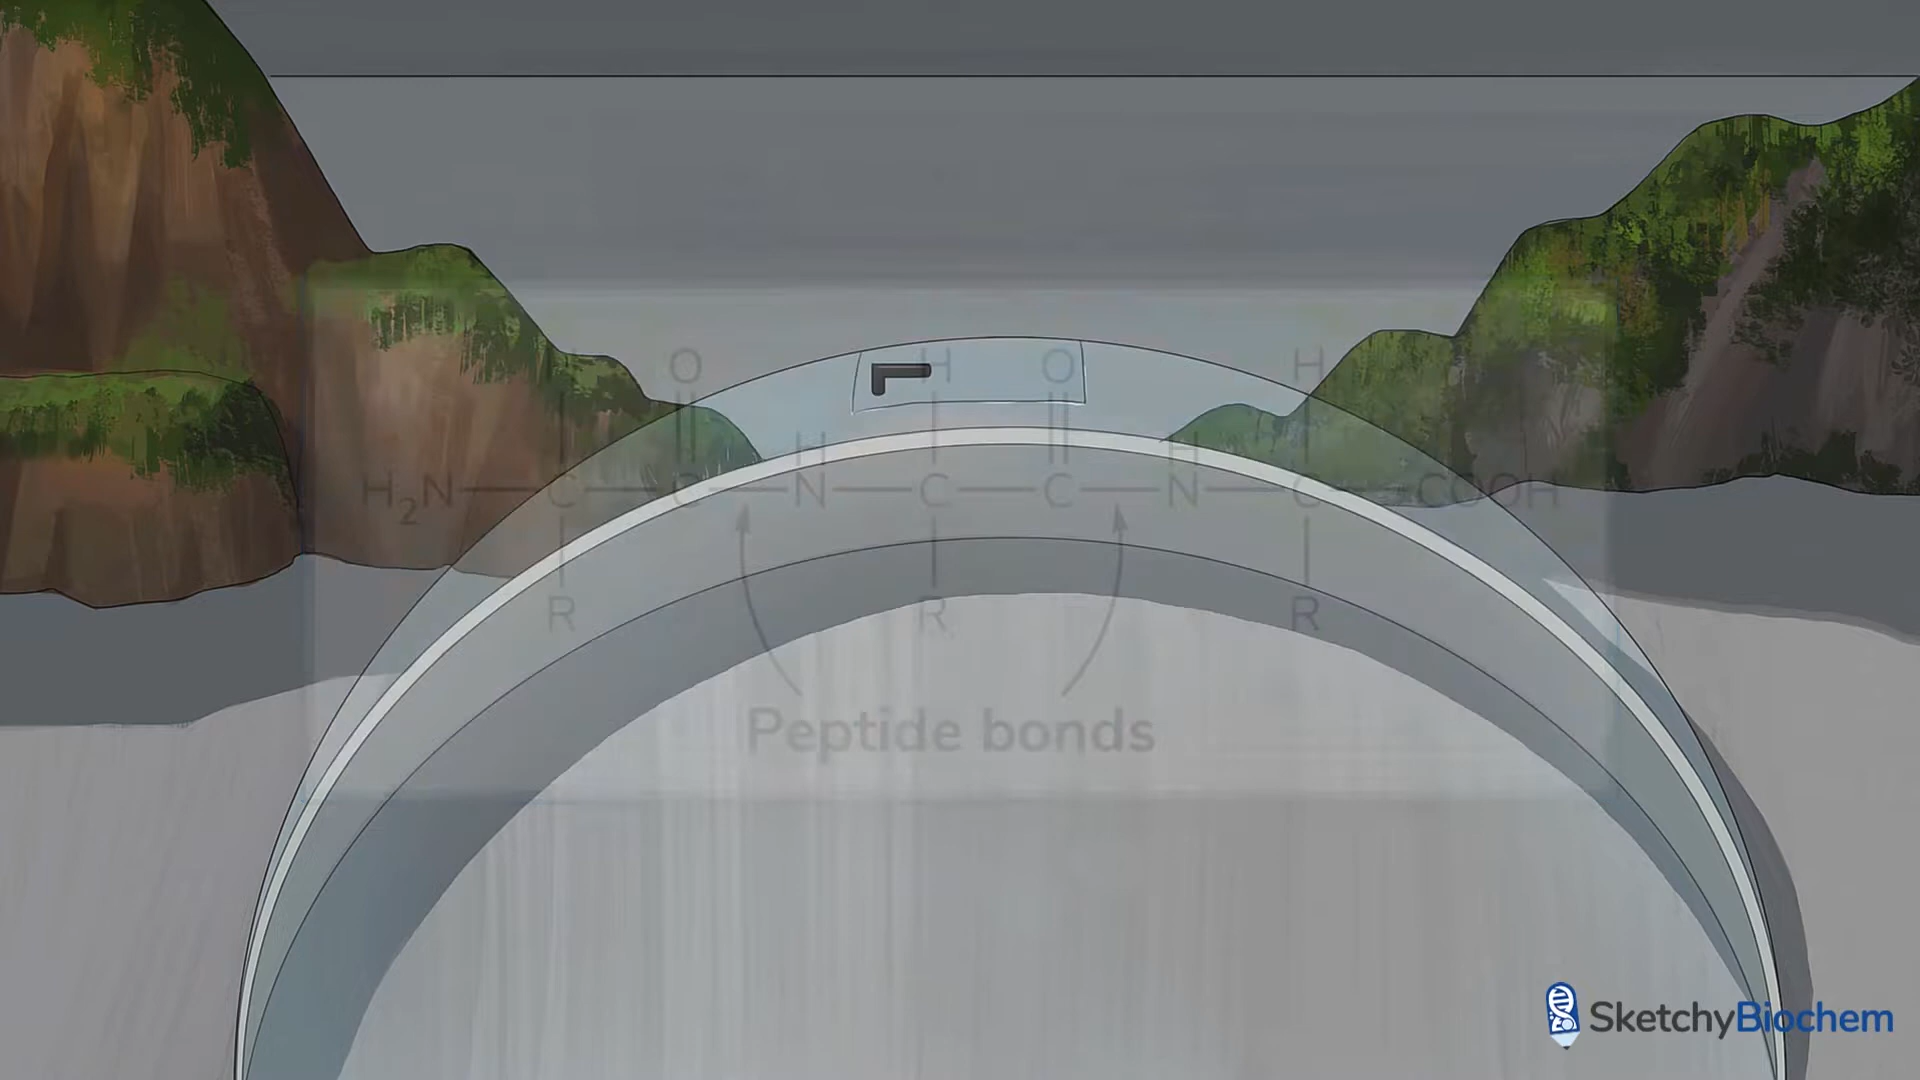 O H O H
H H
H₂N C C N C C N C COOH
R R R
Peptide bonds
SketchyBiochem